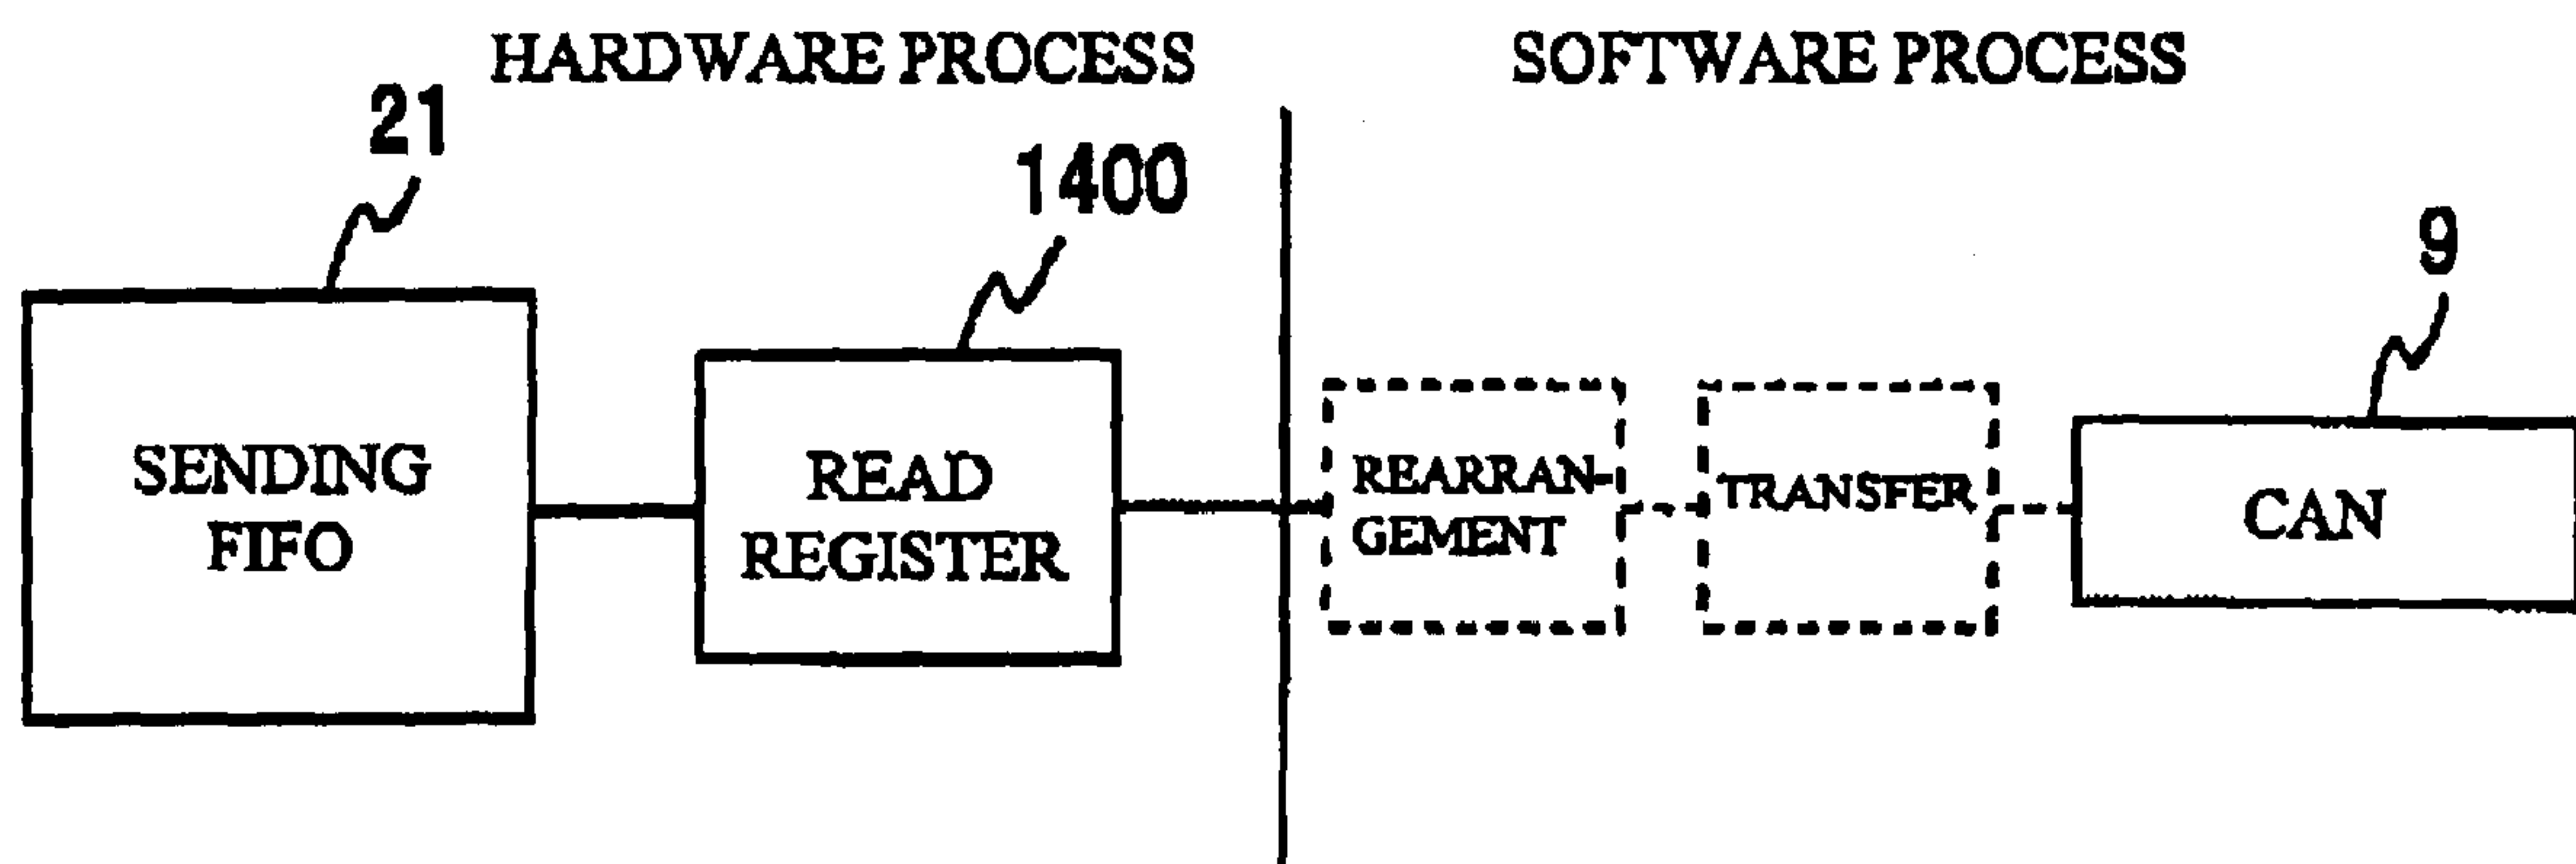 HARDWARE PROCESS
SOFTWARE PROCESS
21
1400
9
SENDING
FIFO
READ
REGISTER
REARRAN-
GEMENT
TRANSFER
CAN